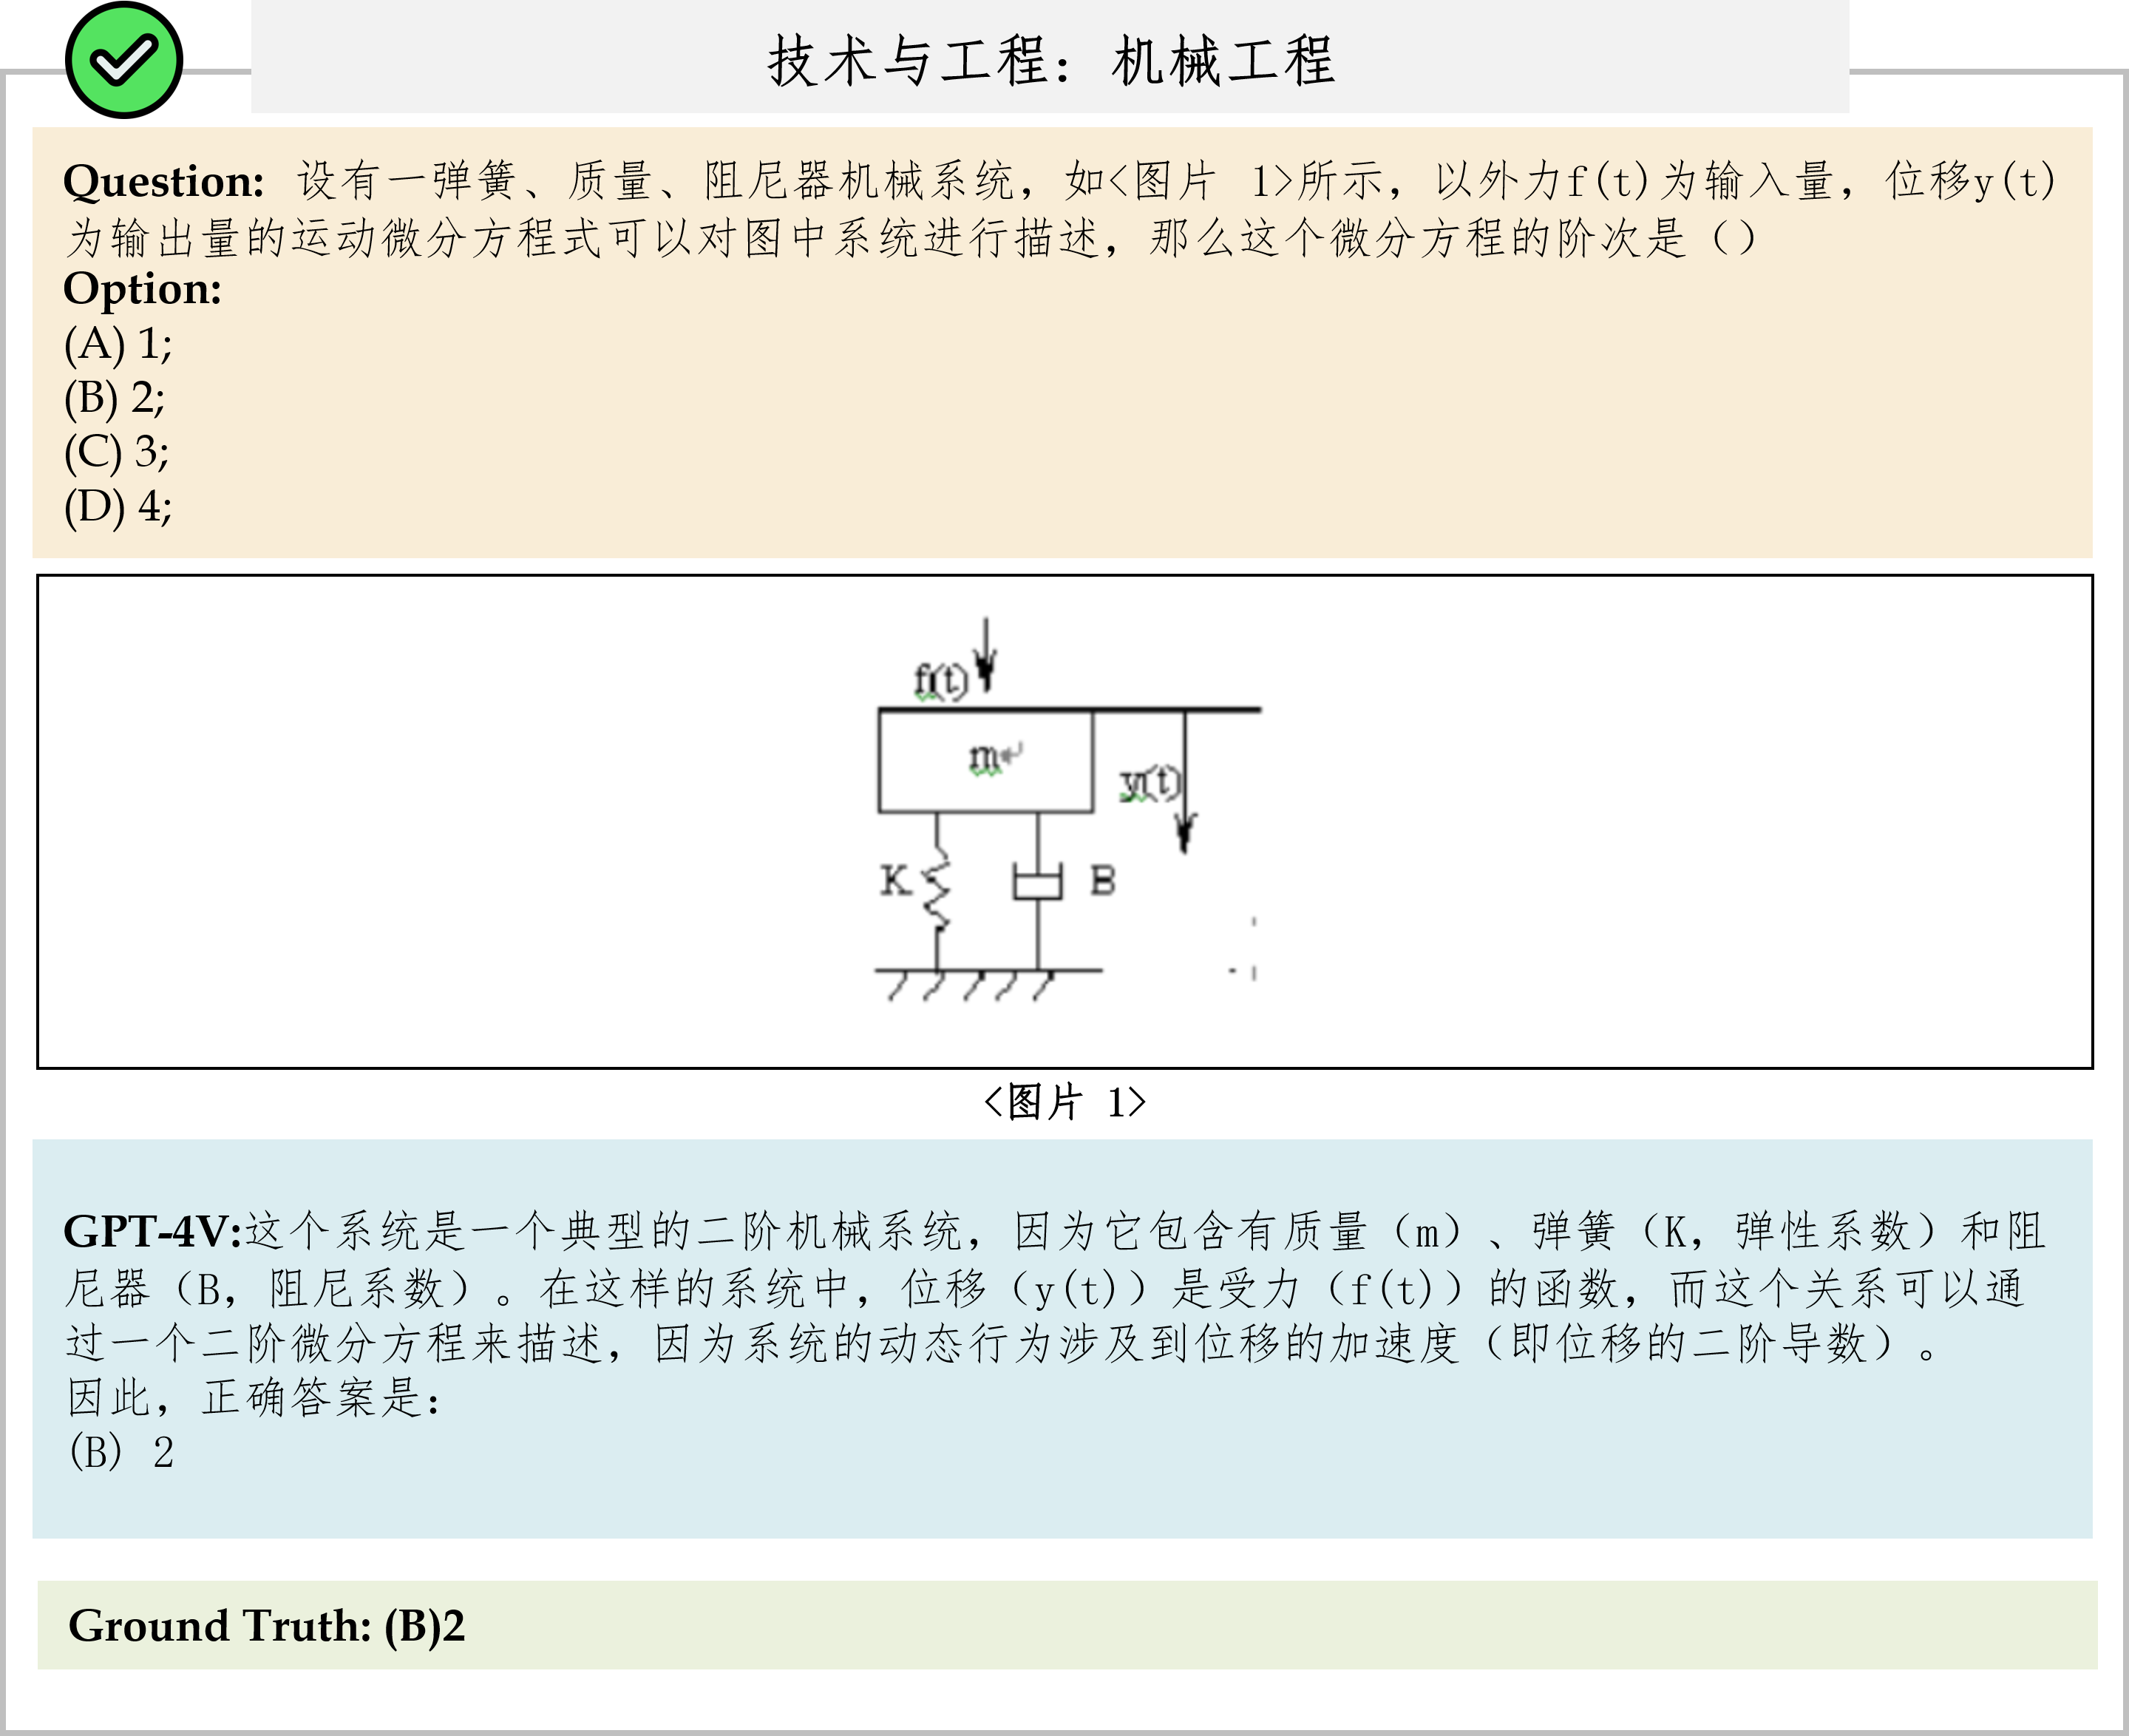 技术与工程：机械工程
Question: 设有一弹簧、质量、阻尼器机械系统，如<图片 1>所示，以外力f(t)为输入量，位移y(t)
为输出量的运动微分方程式可以对图中系统进行描述，那么这个微分方程的阶次是（）
Option:
(A) 1;
(B) 2;
(C) 3;
(D) 4;
f(t)
m
y(t)
K
B
<图片 1>
GPT-4V:这个系统是一个典型的二阶机械系统，因为它包含有质量（m）、弹簧（K，弹性系数）和阻
尼器（B，阻尼系数）。在这样的系统中，位移（y(t)）是受力（f(t)）的函数，而这个关系可以通
过一个二阶微分方程来描述，因为系统的动态行为涉及到位移的加速度（即位移的二阶导数）。
因此，正确答案是：
(B) 2
Ground Truth: (B)2